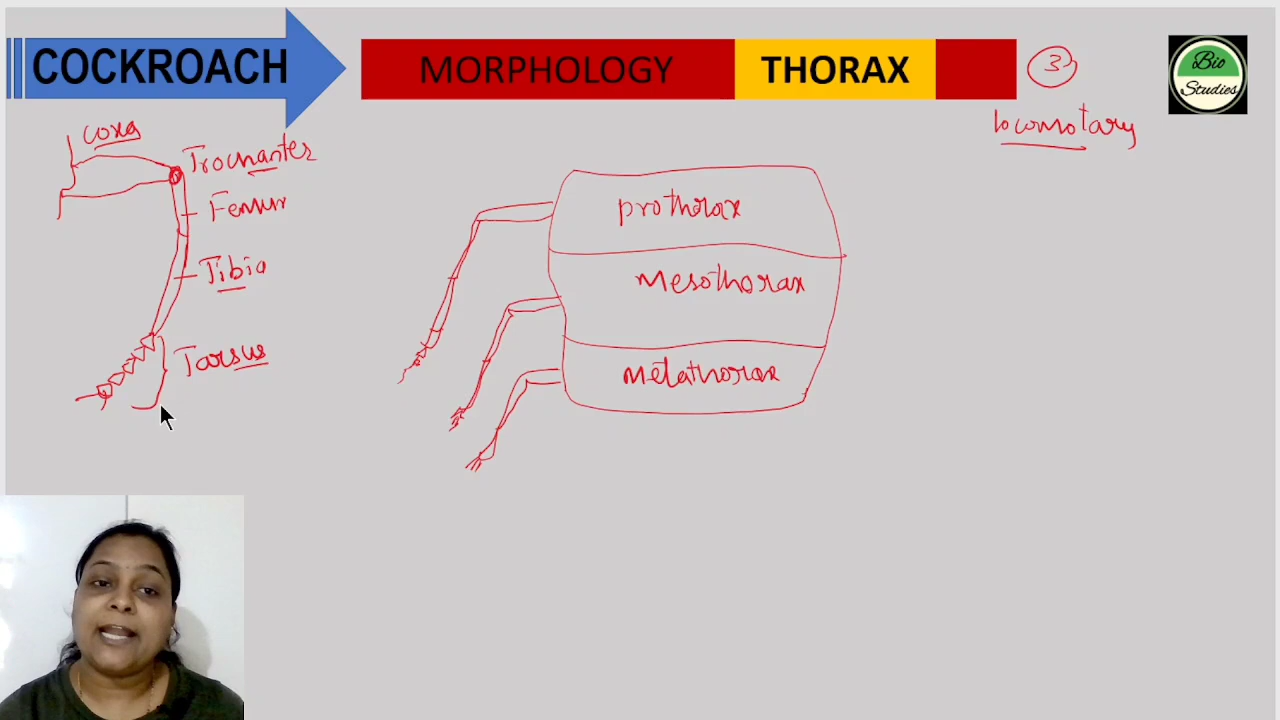 COCKROACH
MORPHOLOGY
THORAX
3
Bio
Studies
locomotary
coxa
Trochanter
Femur
Tibia
Tarsus
prothorax
mesothorax
metathorax